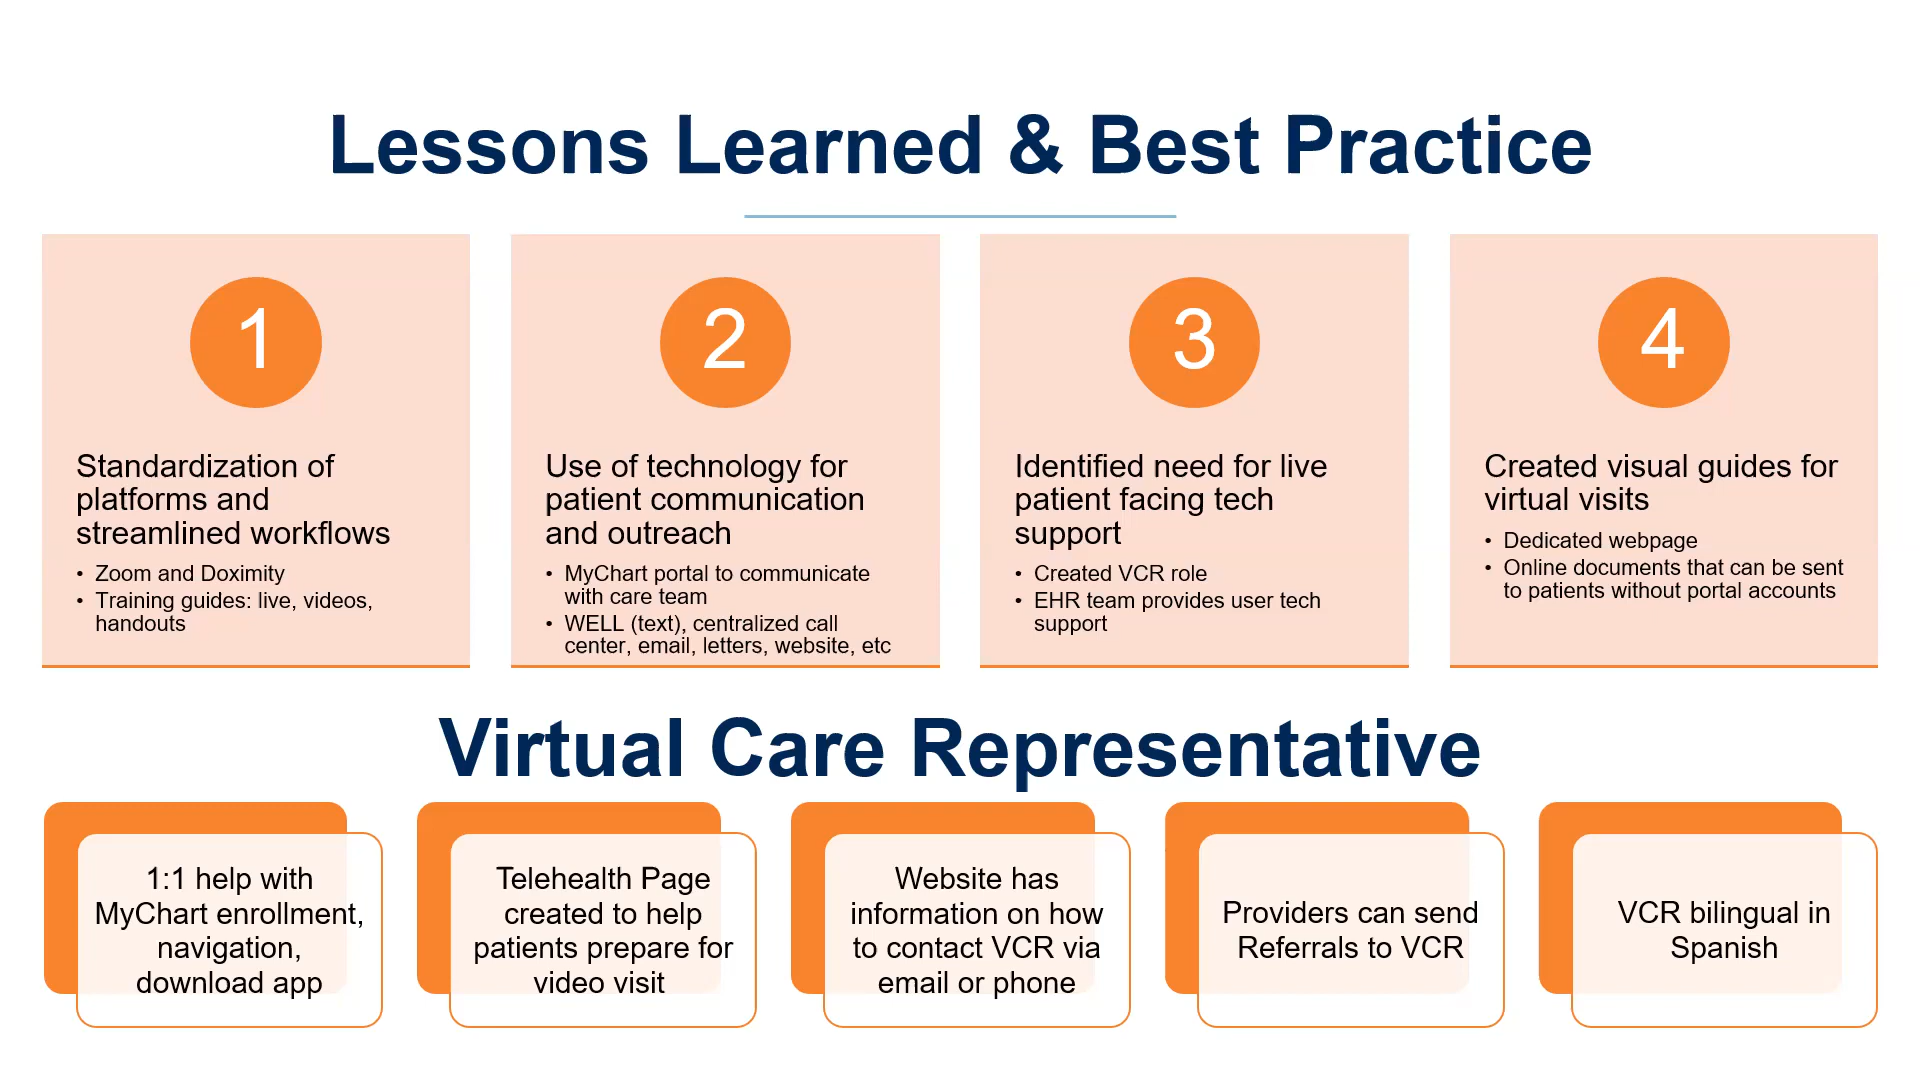 Lessons Learned & Best Practice
1
Standardization of
platforms and
streamlined workflows
• Zoom and Doximity
• Training guides: live, videos,
handouts
2
Use of technology for
patient communication
and outreach
• MyChart portal to communicate
with care team
• WELL (text), centralized call
center, email, letters, website, etc
3
Identified need for live
patient facing tech
support
• Created VCR role
• EHR team provides user tech
support
4
Created visual guides for
virtual visits
• Dedicated webpage
• Online documents that can be sent
to patients without portal accounts
Virtual Care Representative
1:1 help with
MyChart enrollment,
navigation,
download app
Telehealth Page
created to help
patients prepare for
video visit
Website has
information on how
to contact VCR via
email or phone
Providers can send
Referrals to VCR
VCR bilingual in
Spanish